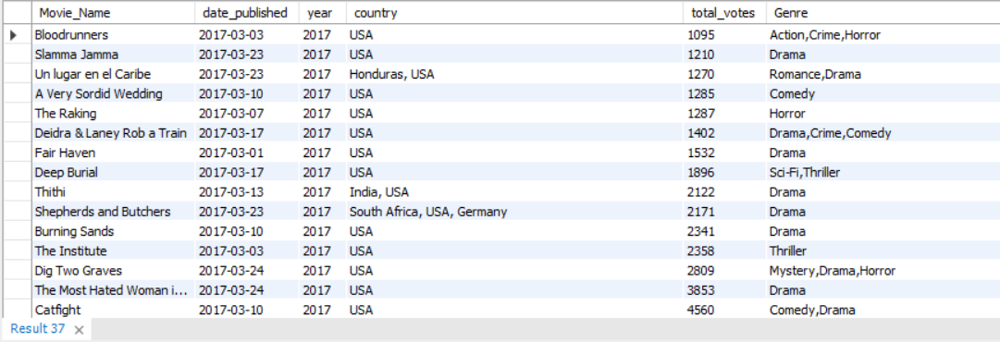 Movie_Name date_published year country total_votes Genre
Bloodrunners 2017-03-03 2017 USA 1095 Action,Crime,Horror
Slamma Jamma 2017-03-23 2017 USA 1210 Drama
Un lugar en el Caribe 2017-03-23 2017 Honduras, USA 1270 Romance,Drama
A Very Sordid Wedding 2017-03-10 2017 USA 1285 Comedy
The Raking 2017-03-07 2017 USA 1287 Horror
Deidra & Laney Rob a Train 2017-03-17 2017 USA 1402 Drama,Crime,Comedy
Fair Haven 2017-03-01 2017 USA 1532 Drama
Deep Burial 2017-03-17 2017 USA 1896 Sci-Fi,Thriller
Thithi 2017-03-13 2017 India, USA 2122 Drama
Shepherds and Butchers 2017-03-23 2017 South Africa, USA, Germany 2171 Drama
Burning Sands 2017-03-10 2017 USA 2341 Drama
The Institute 2017-03-03 2017 USA 2358 Thriller
Dig Two Graves 2017-03-24 2017 USA 2809 Mystery,Drama,Horror
The Most Hated Woman i... 2017-03-24 2017 USA 3853 Drama
Catfight 2017-03-10 2017 USA 4560 Comedy,Drama
Result 37 ×